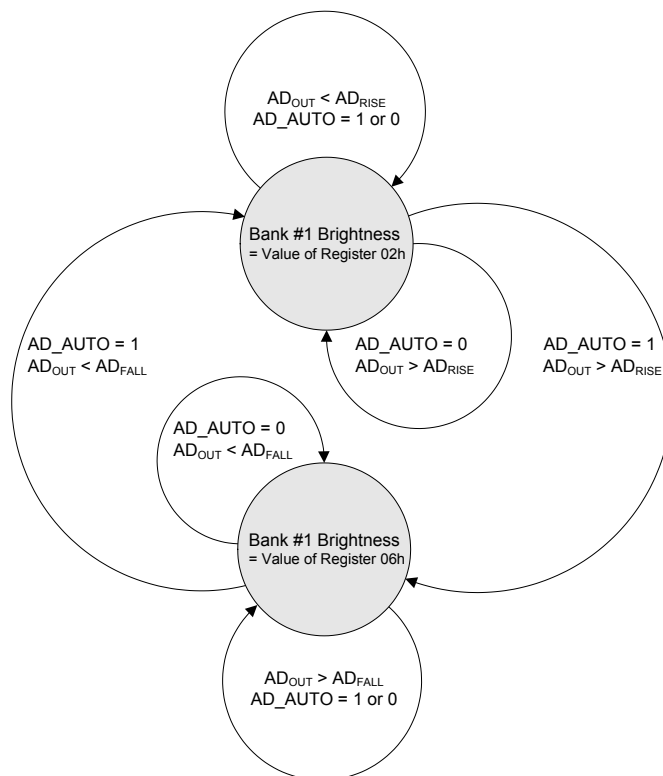 AD_OUT < AD_RISE
AD_AUTO = 1 or 0
Bank #1 Brightness
= Value of Register 02h
AD_AUTO = 1
AD_OUT < AD_FALL
AD_AUTO = 0
AD_OUT > AD_RISE
AD_AUTO = 1
AD_OUT > AD_RISE
AD_AUTO = 0
AD_OUT < AD_FALL
Bank #1 Brightness
= Value of Register 06h
AD_OUT > AD_FALL
AD_AUTO = 1 or 0